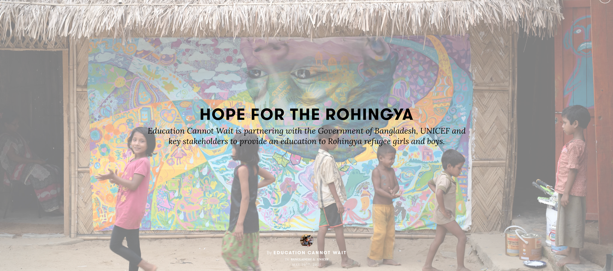 HOPE FOR THE ROHINGYA
Education Cannot Wait is partnering with the Government of Bangladesh, UNICEF and
key stakeholders to provide an education to Rohingya refugee girls and boys.
EDUCATION CANNOT WAIT